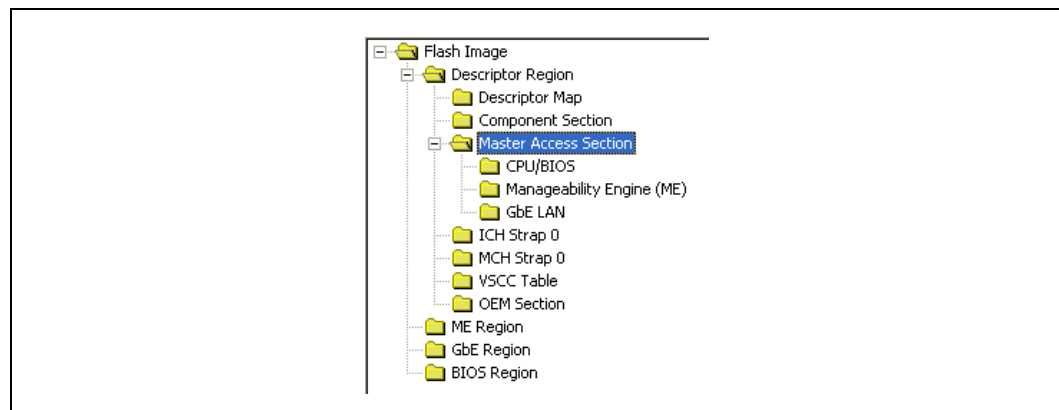 Flash Image
Descriptor Region
Descriptor Map
Component Section
Master Access Section
CPU/BIOS
Manageability Engine (ME)
GbE LAN
ICH Strap 0
MCH Strap 0
VSCC Table
OEM Section
ME Region
GbE Region
BIOS Region